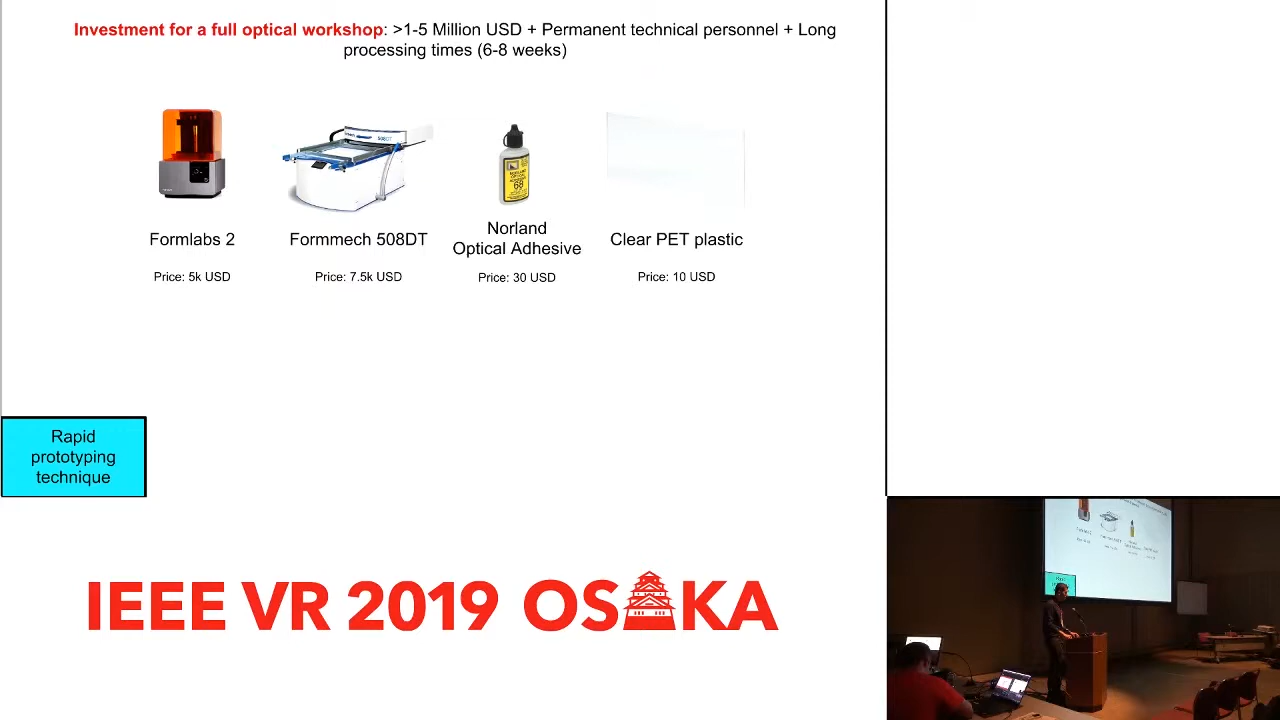 Investment for a full optical workshop: >1-5 Million USD + Permanent technical personnel + Long
processing times (6-8 weeks)
508DT
68
Formlabs 2
Formmech 508DT
Norland
Optical Adhesive
Clear PET plastic
Price: 5k USD
Price: 7.5k USD
Price: 30 USD
Price: 10 USD
Rapid
prototyping
technique
IEEE VR 2019 OSAKA